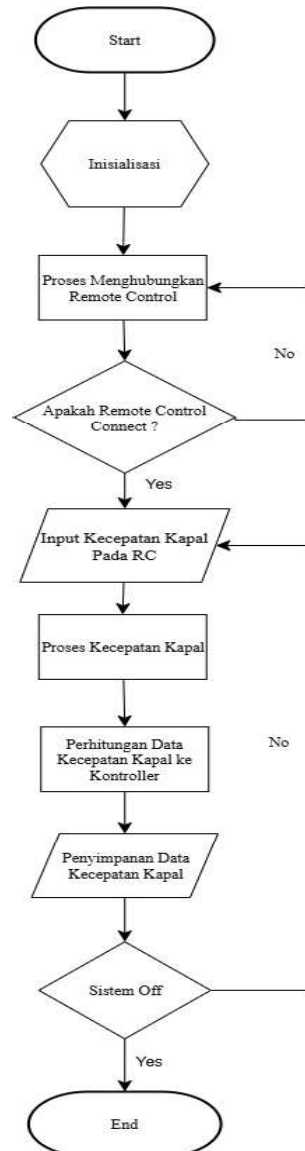 Start
Inisialisasi
Proses Menghubungkan
Remote Control
No
Apakah Remote Control
Connect ?
Yes
Input Kecepatan Kapal
Pada RC
Proses Kecepatan Kapal
Perhitungan Data
Kecepatan Kapal ke
Kontroller
No
Penyimpanan Data
Kecepatan Kapal
Sistem Off
Yes
End